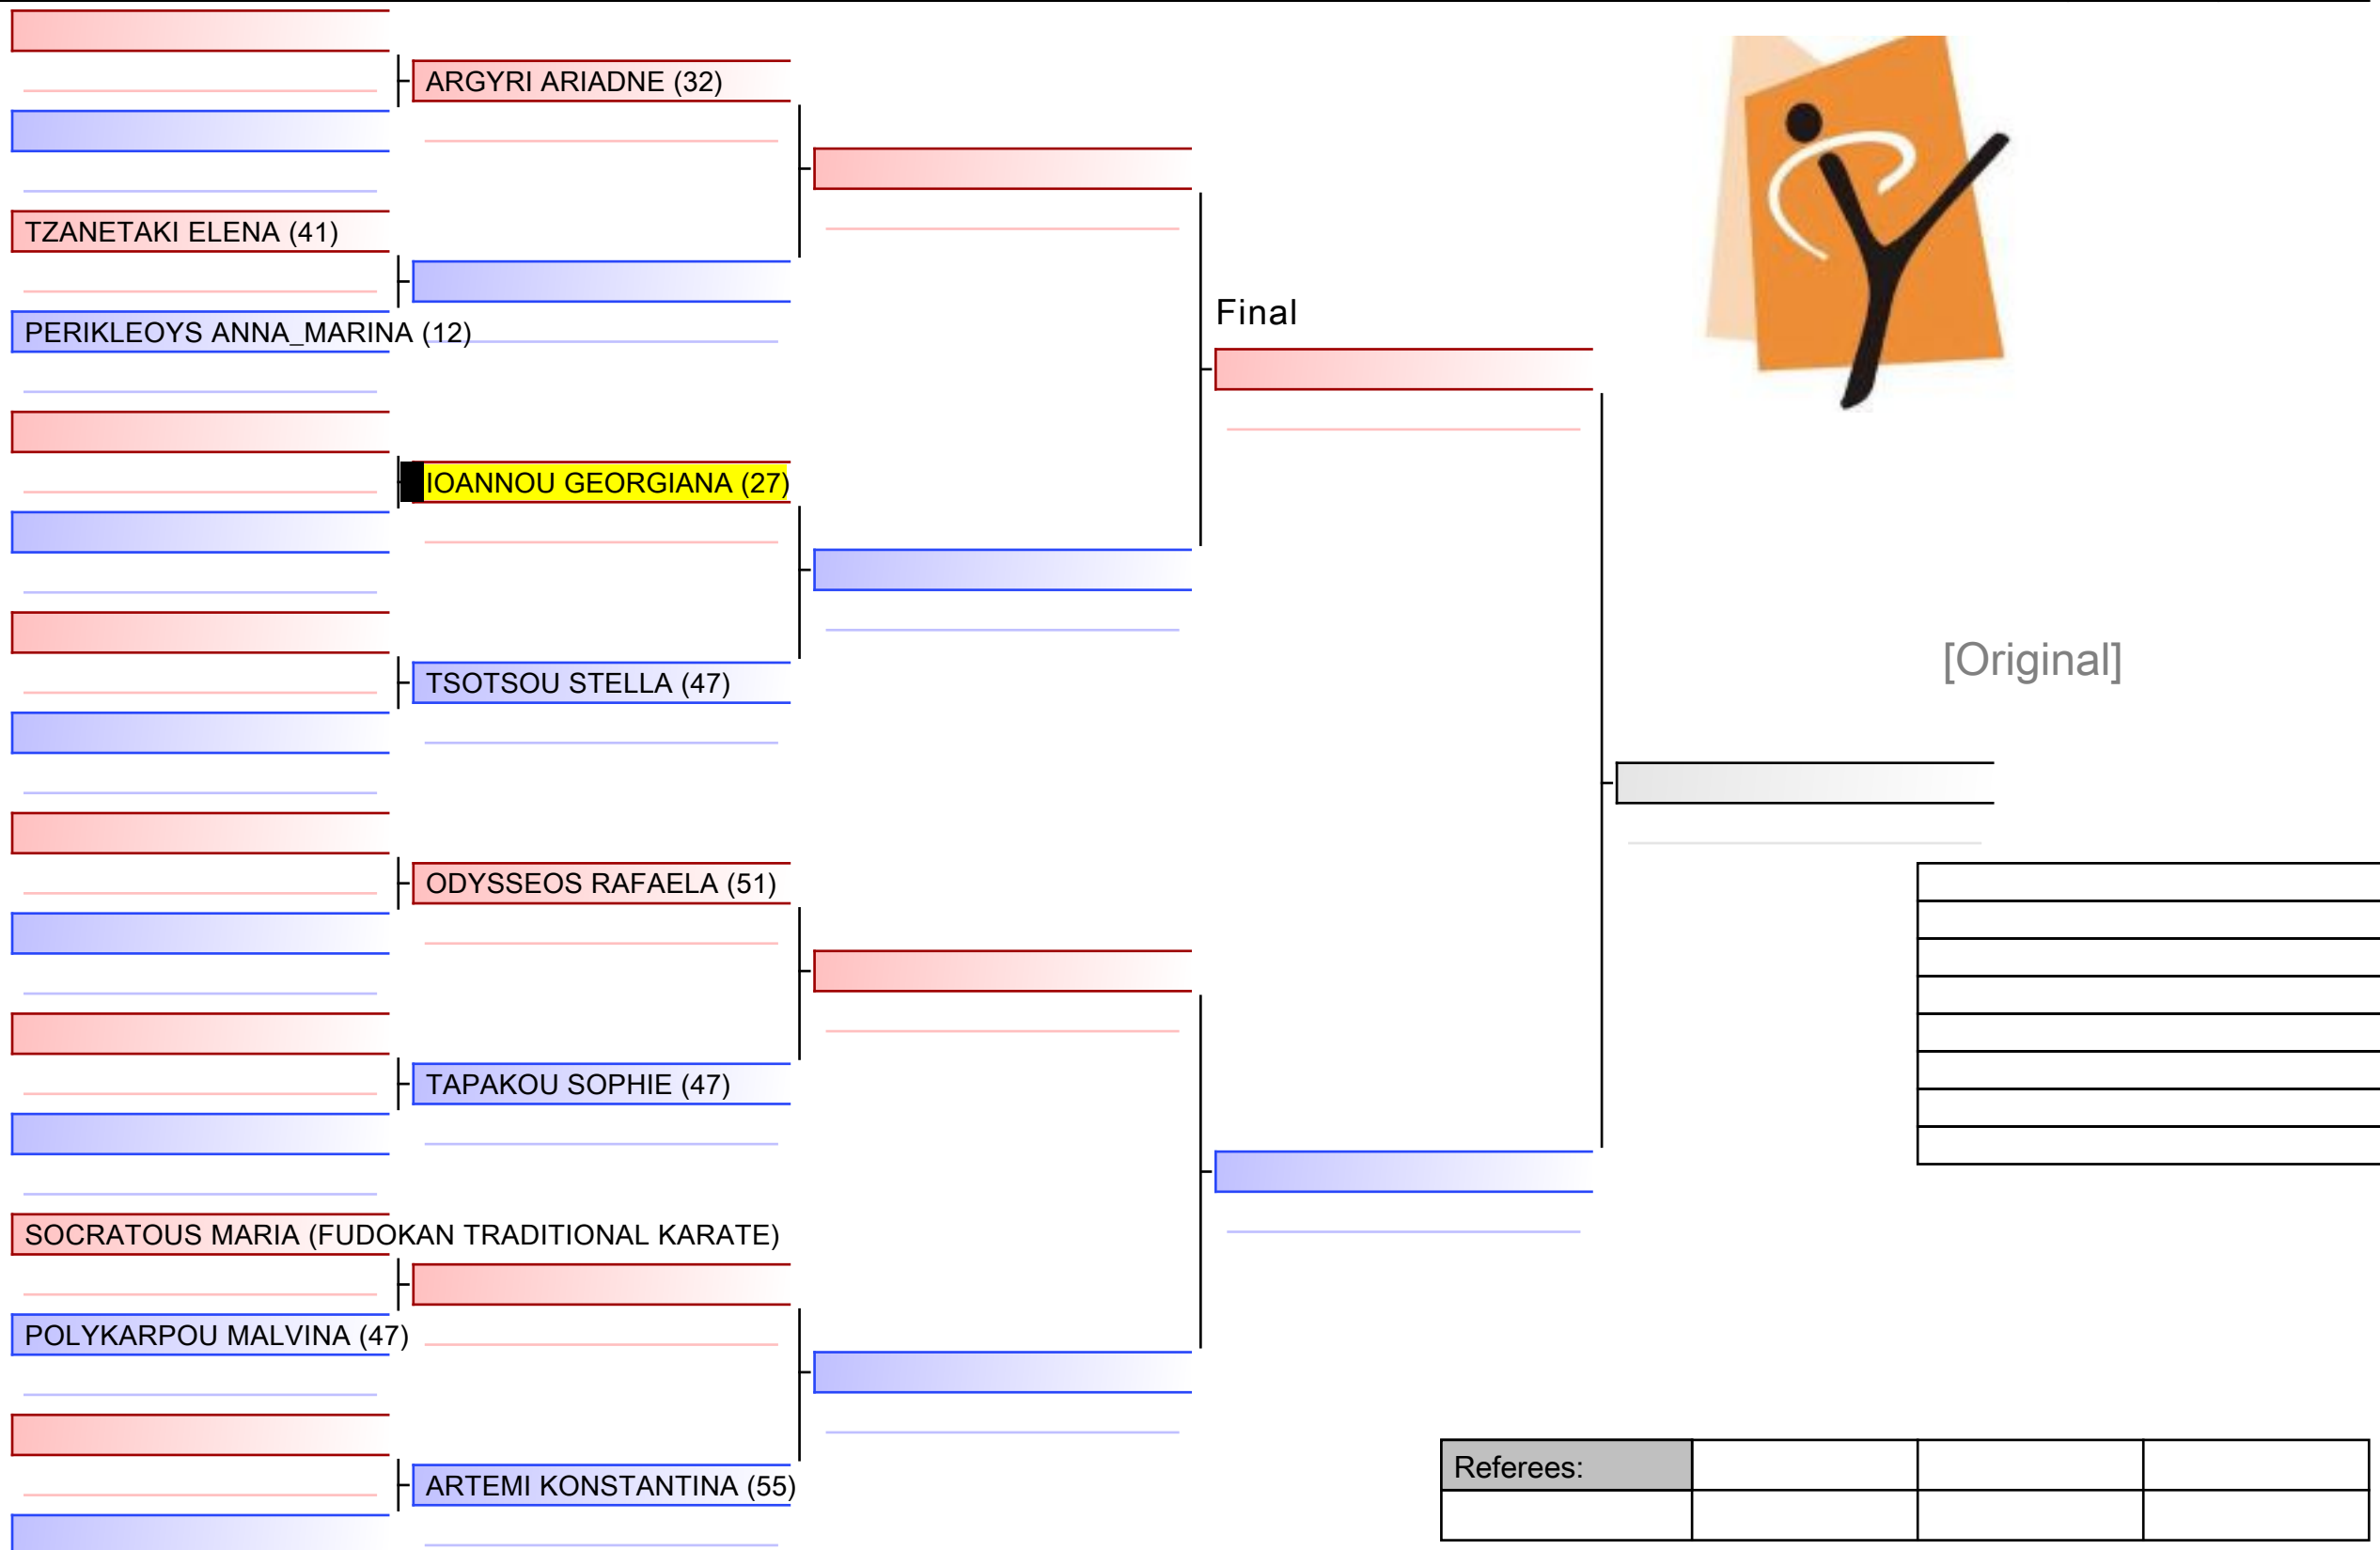 ARGYRI ARIADNE (32)
TZANETAKI ELENA (41)
PERIKLEOYS ANNA_MARINA (12)
IOANNOU GEORGIANA (27)
TSOTSOU STELLA (47)
ODYSSEOS RAFAELA (51)
TAPAKOU SOPHIE (47)
SOCRATOUS MARIA (FUDOKAN TRADITIONAL KARATE)
POLYKARPOU MALVINA (47)
ARTEMI KONSTANTINA (55)
Final
[Original]
Referees: